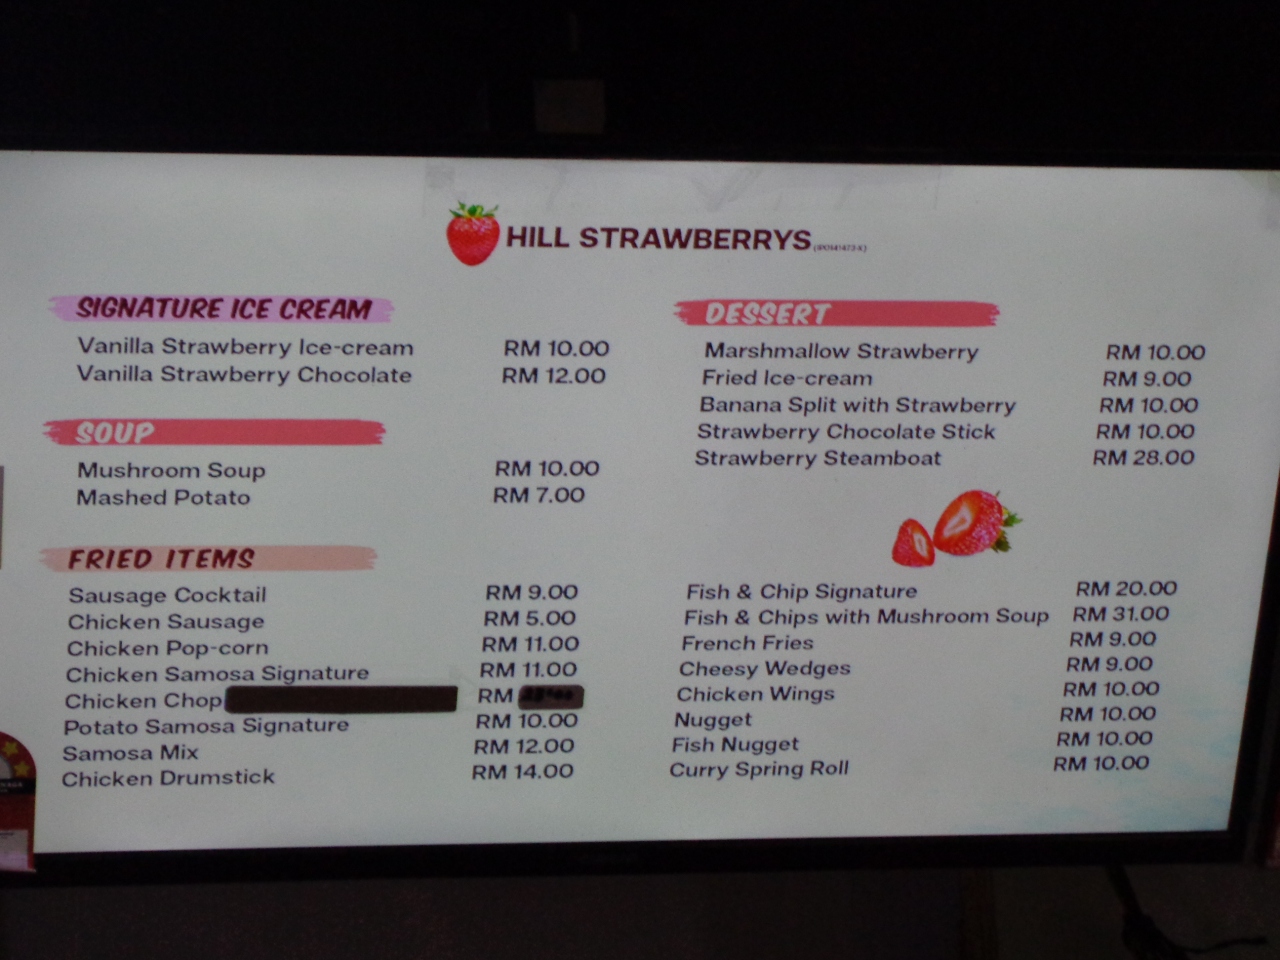 HILL STRAWBERRYS
SIGNATURE ICE CREAM
Vanilla Strawberry Ice-cream RM 10.00
Vanilla Strawberry Chocolate RM 12.00
SOUP
Mushroom Soup RM 10.00
Mashed Potato RM 7.00
FRIED ITEMS
Sausage Cocktail RM 9.00
Chicken Sausage RM 5.00
Chicken Pop-corn RM 11.00
Chicken Samosa Signature RM 11.00
Chicken Chop RM
Potato Samosa Signature RM 10.00
Samosa Mix RM 12.00
Chicken Drumstick RM 14.00
DESSERT
Marshmallow Strawberry RM 10.00
Fried Ice-cream RM 9.00
Banana Split with Strawberry RM 10.00
Strawberry Chocolate Stick RM 10.00
Strawberry Steamboat RM 28.00
Fish & Chip Signature RM 20.00
Fish & Chips with Mushroom Soup RM 31.00
French Fries RM 9.00
Cheesy Wedges RM 9.00
Chicken Wings RM 10.00
Nugget RM 10.00
Fish Nugget RM 10.00
Curry Spring Roll RM 10.00